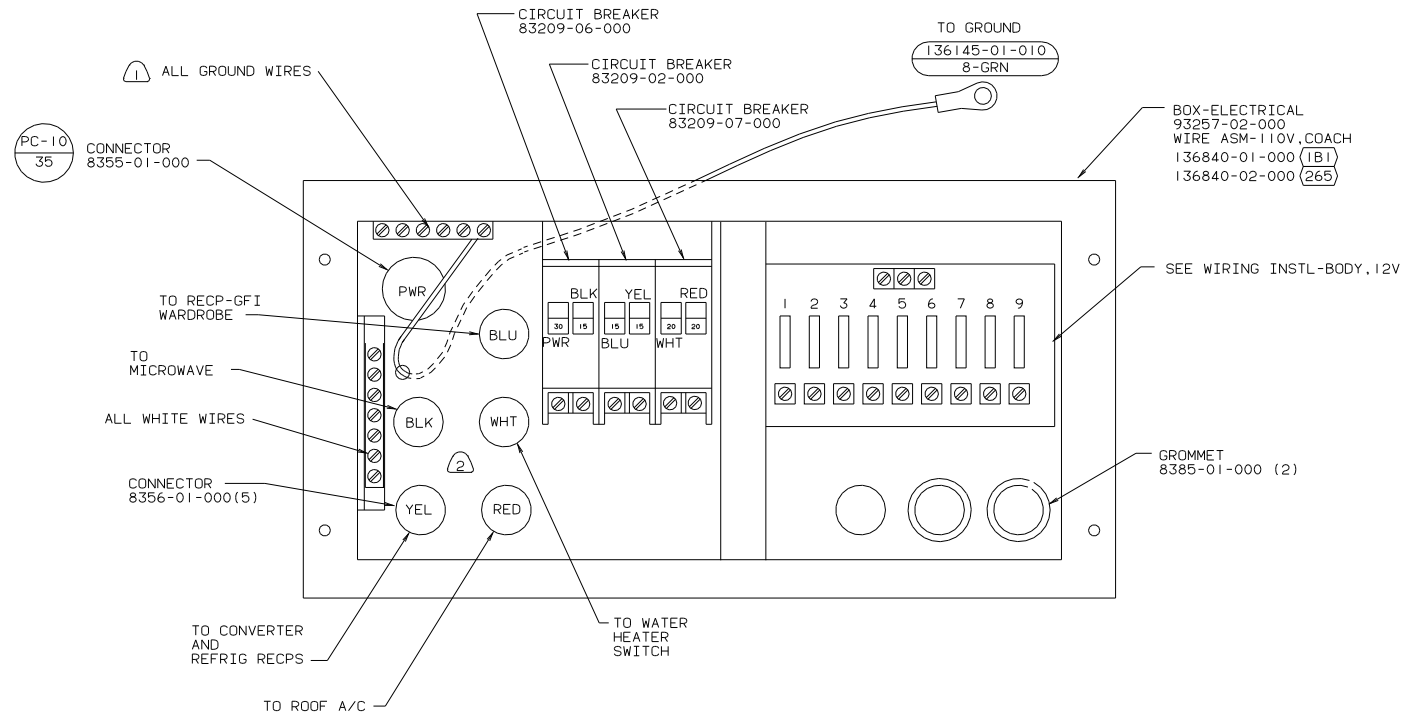 CIRCUIT BREAKER
83209-06-000
CIRCUIT BREAKER
83209-02-000
CIRCUIT BREAKER
83209-07-000
TO GROUND
136145-01-010
8-GRN
1 ALL GROUND WIRES
PC-10
35
CONNECTOR
8355-01-000
BOX-ELECTRICAL
93257-02-000
WIRE ASM-110V,COACH
136840-01-000 1B1
136840-02-000 265
SEE WIRING INSTL-BODY,12V
PWR
TO RECP-GFI
WARDROBE
BLU
BLK YEL RED
30 15 15 15 20 20
PWR BLU WHT
1 2 3 4 5 6 7 8 9
TO
MICROWAVE
BLK
WHT
ALL WHITE WIRES
2
CONNECTOR
8356-01-000(5)
YEL
RED
GROMMET
8385-01-000 (2)
TO CONVERTER
AND
REFRIG RECPS
TO WATER
HEATER
SWITCH
TO ROOF A/C